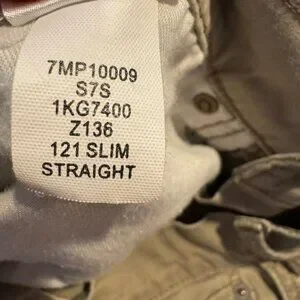 7MP10009
S7S
1KG7400
Z136
121 SLIM
STRAIGHT